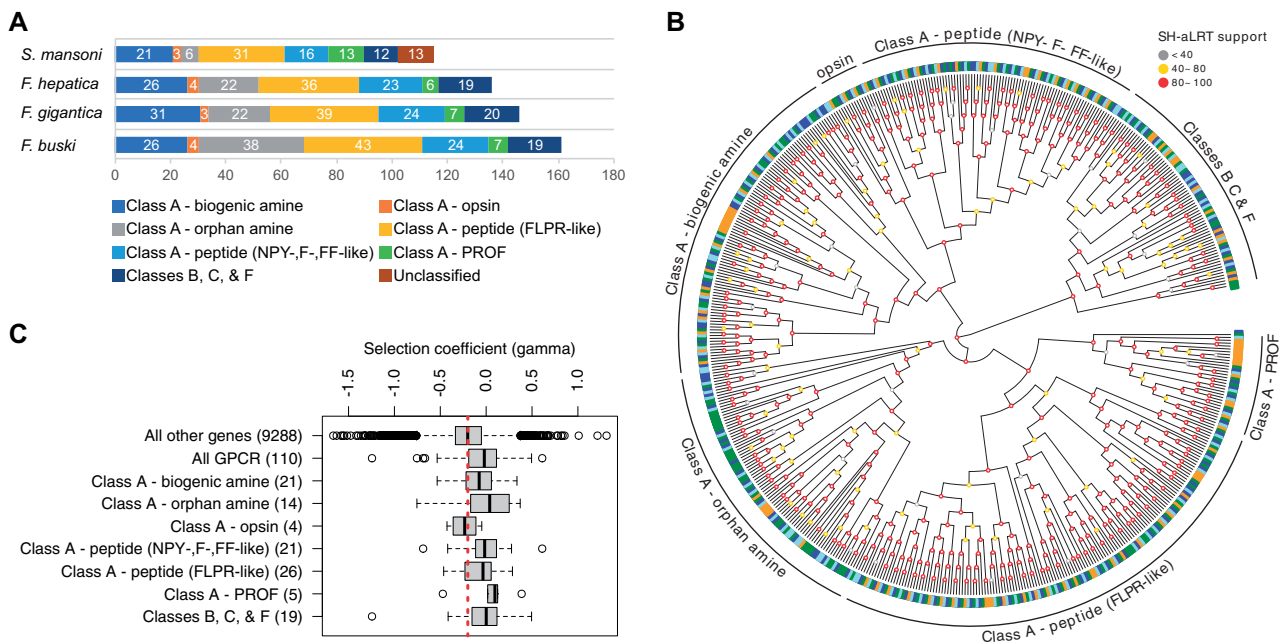 A
S. mansoni 21 3 6 31 16 13 12 13
F. hepatica 26 4 22 36 23 6 19
F. gigantica 31 3 22 39 24 7 20
F. buski 26 4 38 43 24 7 19
0 20 40 60 80 100 120 140 160 180
Class A - biogenic amine
Class A - opsin
Class A - orphan amine
Class A - peptide (FLPR-like)
Class A - peptide (NPY-,F-,FF-like)
Class A - PROF
Classes B, C, & F
Unclassified
B
SH-aLRT support
<40
40–80
80–100
Class A - peptide (NPY- F- FF-like)
opsin
Classes B C & F
Class A - biogenic amine
Class A - PROF
Class A - orphan amine
Class A - peptide (FLPR-like)
C
Selection coefficient (gamma)
-1.5 -1.0 -0.5 0.0 0.5 1.0
All other genes (9288)
All GPCR (110)
Class A - biogenic amine (21)
Class A - orphan amine (14)
Class A - opsin (4)
Class A - peptide (NPY-,F-,FF-like) (21)
Class A - peptide (FLPR-like) (26)
Class A - PROF (5)
Classes B, C, & F (19)